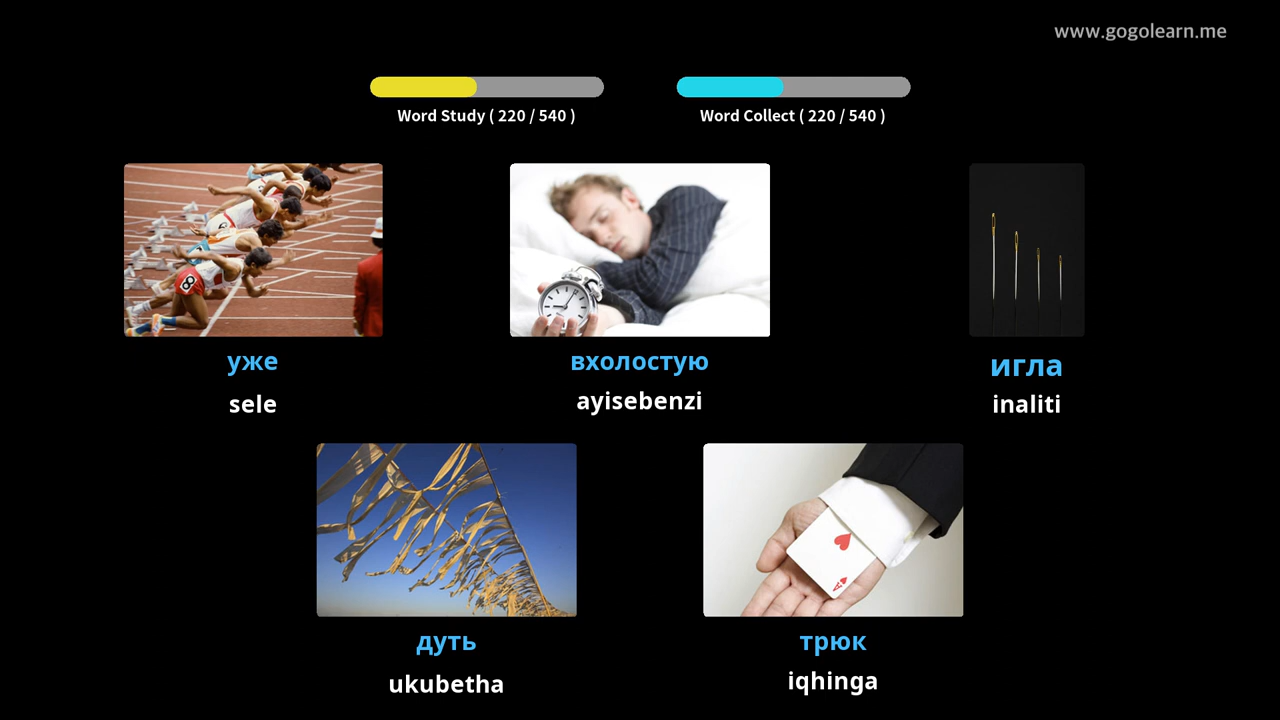 www.gogolearn.me
Word Study ( 220 / 540 )
Word Collect ( 220 / 540 )
уже
вхолостую
игла
sele
ayisebenzi
inaliti
дуть
трюк
ukubetha
iqhinga